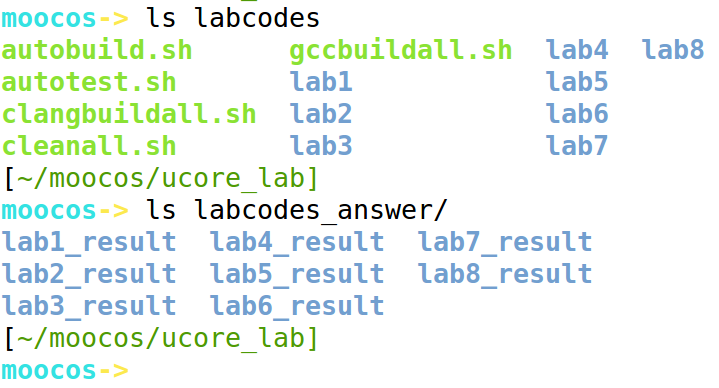 moocos-> ls labcodes
autobuild.sh      gccbuildall.sh  lab4  lab8
autotest.sh       lab1            lab5
clangbuildall.sh  lab2            lab6
cleanall.sh       lab3            lab7
[~/moocos/ucore_lab]
moocos-> ls labcodes_answer/
lab1_result  lab4_result  lab7_result
lab2_result  lab5_result  lab8_result
lab3_result  lab6_result
[~/moocos/ucore_lab]
moocos->